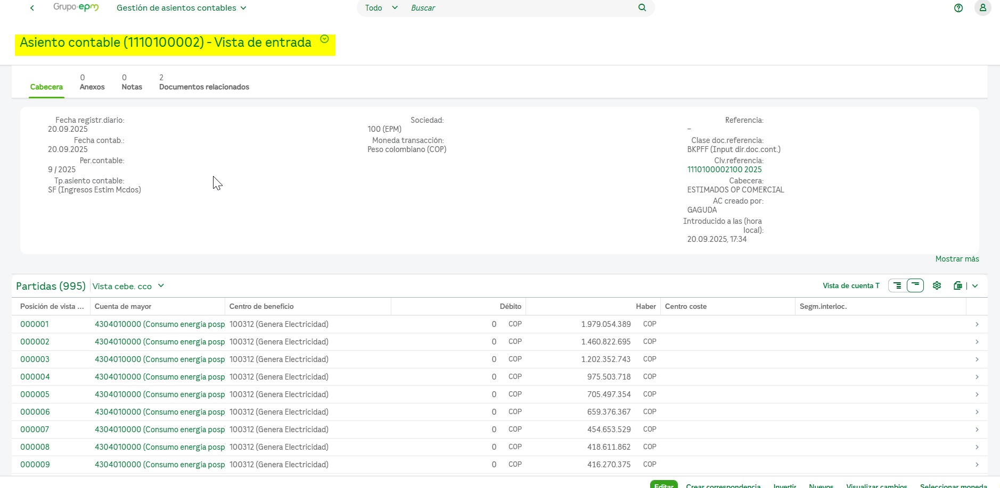 Grupo·epm
Gestión de asientos contables
Todo
Buscar
Asiento contable (1110100002) - Vista de entrada
Cabecera
0
Anexos
0
Notas
2
Documentos relacionados
Fecha registr.diario:
20.09.2025
Fecha contab.:
20.09.2025
Per.contable:
9 / 2025
Tp.asiento contable:
SF (Ingresos Estim Mcdos)
Sociedad:
100 (EPM)
Moneda transacción:
Peso colombiano (COP)
Referencia:
–
Clase doc.referencia:
BKPFF (Input dir.doc.cont.)
Clv.referencia:
1110100002100 2025
Cabecera:
ESTIMADOS OP COMERCIAL
AC creado por:
GAGUDA
Introducido a las (hora
local):
20.09.2025, 17:34
Mostrar más
Partidas (995) Vista cebe. cco
Vista de cuenta T
Posición de vista ... Cuenta de mayor Centro de beneficio Débito Haber Centro coste Segm.interloc.
000001 4304010000 (Consumo energia posp 100312 (Genera Electricidad) 0 COP 1.979.054.389 COP
000002 4304010000 (Consumo energia posp 100312 (Genera Electricidad) 0 COP 1.460.822.695 COP
000003 4304010000 (Consumo energia posp 100312 (Genera Electricidad) 0 COP 1.202.352.743 COP
000004 4304010000 (Consumo energia posp 100312 (Genera Electricidad) 0 COP 975.503.718 COP
000005 4304010000 (Consumo energia posp 100312 (Genera Electricidad) 0 COP 705.497.354 COP
000006 4304010000 (Consumo energia posp 100312 (Genera Electricidad) 0 COP 659.376.367 COP
000007 4304010000 (Consumo energia posp 100312 (Genera Electricidad) 0 COP 454.653.529 COP
000008 4304010000 (Consumo energia posp 100312 (Genera Electricidad) 0 COP 418.611.862 COP
000009 4304010000 (Consumo energia posp 100312 (Genera Electricidad) 0 COP 416.270.375 COP
Editar Crear correspondencia Invertir Nuevos Visualizar cambios Seleccionar moneda